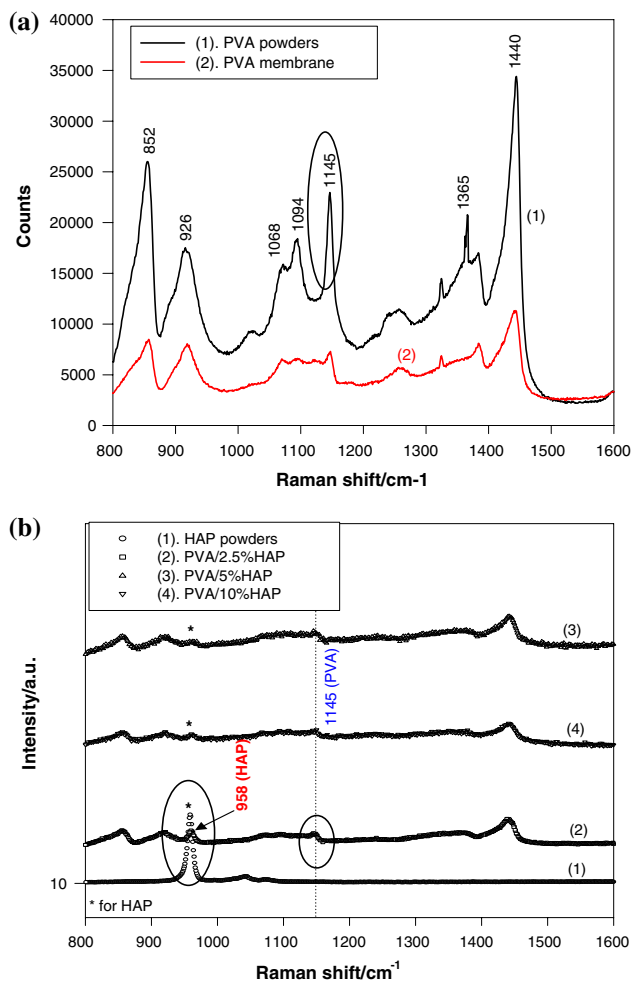 (a)
40000
35000
30000
25000
20000
15000
10000
5000
0
Counts
(1). PVA powders
(2). PVA membrane
852
926
1068
1094
1145
1365
1440
(1)
(2)
800 900 1000 1100 1200 1300 1400 1500 1600
Raman shift/cm-1
(b)
(1). HAP powders
(2). PVA/2.5%HAP
(3). PVA/5%HAP
(4). PVA/10%HAP
Intensity/a.u.
*
(3)
1145 (PVA)
*
(4)
958 (HAP)
*
(2)
(1)
10
* for HAP
800 900 1000 1100 1200 1300 1400 1500 1600
Raman shift/cm-1